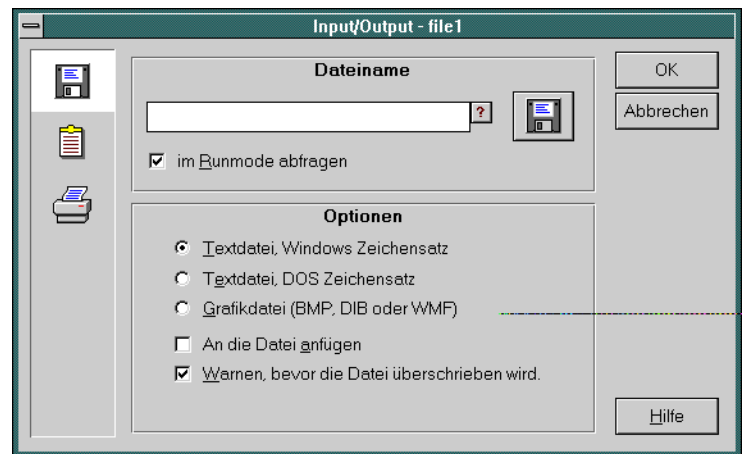 Input/Output - file1
Dateiname
?
im Runmode abfragen
OK
Abbrechen
Optionen
Textdatei, Windows Zeichensatz
Textdatei, DOS Zeichensatz
Grafikdatei (BMP, DIB oder WMF)
An die Datei anfügen
Warnen, bevor die Datei überschrieben wird.
Hilfe